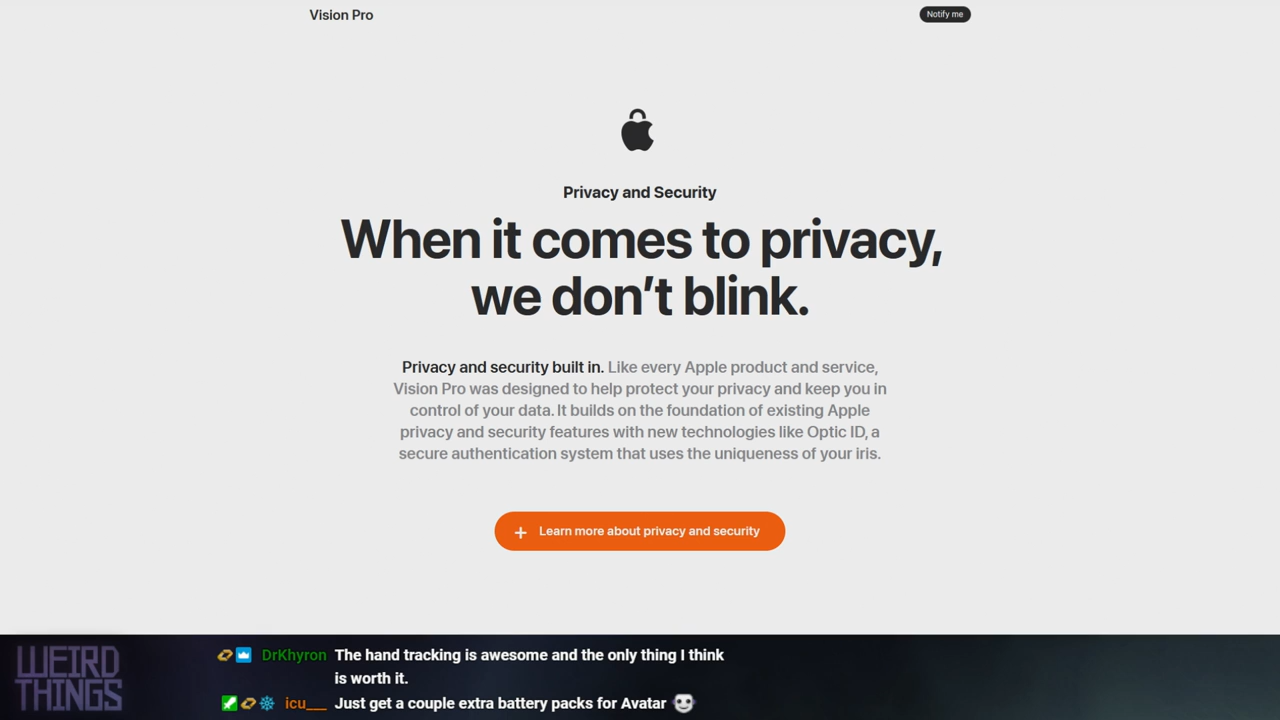 Vision Pro
Notify me
Privacy and Security
When it comes to privacy,
we don’t blink.
Privacy and security built in. Like every Apple product and service,
Vision Pro was designed to help protect your privacy and keep you in
control of your data. It builds on the foundation of existing Apple
privacy and security features with new technologies like Optic ID, a
secure authentication system that uses the uniqueness of your iris.
+ Learn more about privacy and security
WEIRD
THINGS
DrKhyron The hand tracking is awesome and the only thing I think
is worth it.
icu___ Just get a couple extra battery packs for Avatar